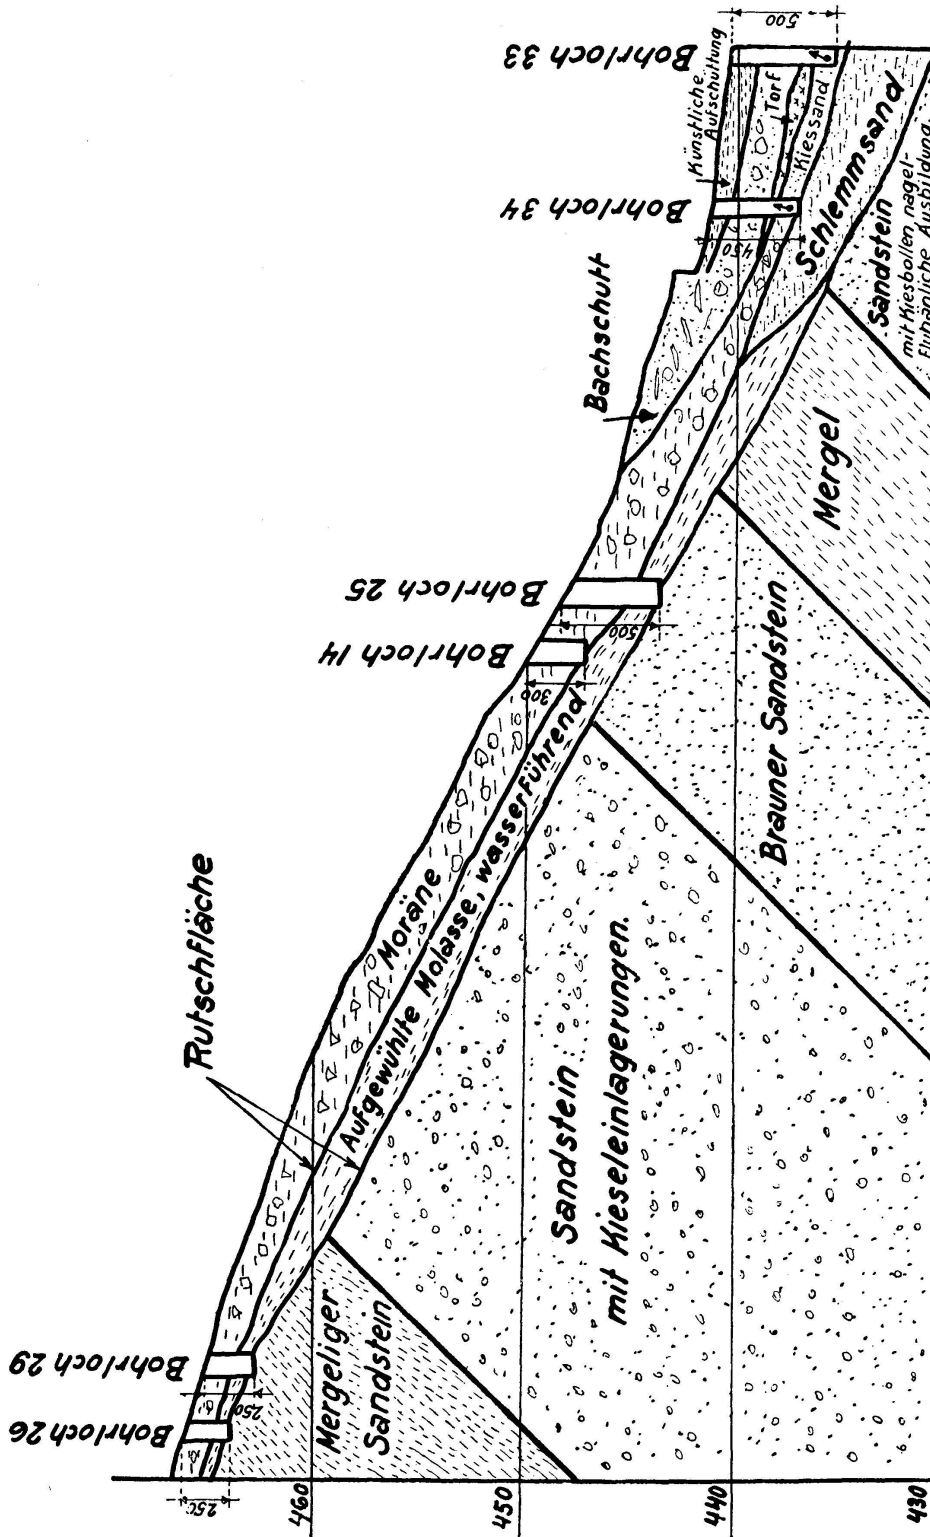 Bohrloch 26
Bohrloch 29
Bohrloch 14
Bohrloch 25
Bohrloch 34
Bohrloch 33
Rutschfläche
Bachschutt
Künstliche
Aufschüttung
Moräne
Aufgewühlte Molasse, wasserführend
Torf
Kiessand
Schlemmsand
Mergeliger
Sandstein
Sandstein
mit Kieseleinlagerungen.
Brauner Sandstein
Mergel
Sandstein
mit Kiesbollen nagel-
fluhähnliche Ausbildung
250
250
300
500
450
500
460
450
440
430